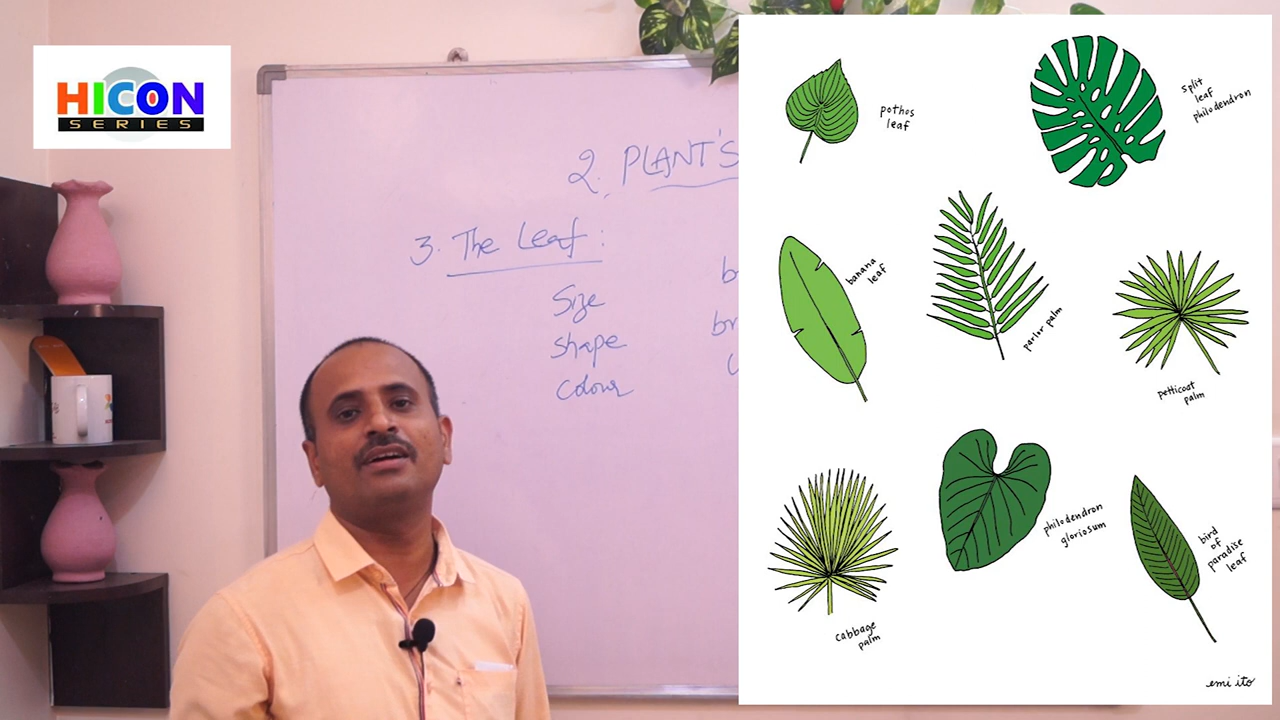 HICON
SERIES
2. PLANT'S
3. The Leaf :
Size
shape
colour
pothos
leaf
split
leaf
philodendron
banana
leaf
parlor palm
petticoat
palm
cabbage
palm
philodendron
gloriosum
bird
of
paradise
leaf
emi ito